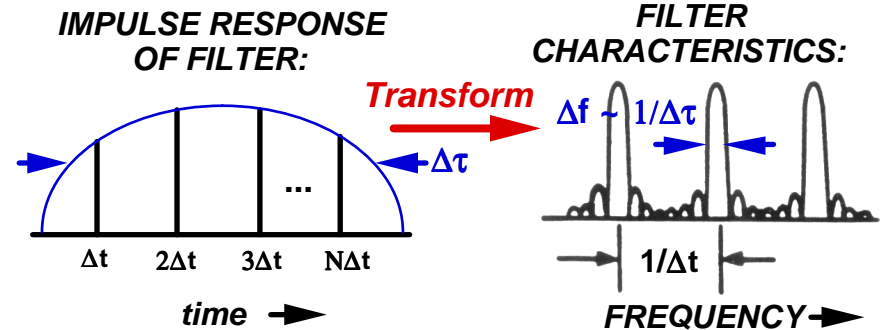 IMPULSE RESPONSE
OF FILTER:
FILTER
CHARACTERISTICS:
Transform
Δf ~ 1/Δτ
Δτ
...
Δt 2Δt 3Δt NΔt
1/Δt
time
FREQUENCY